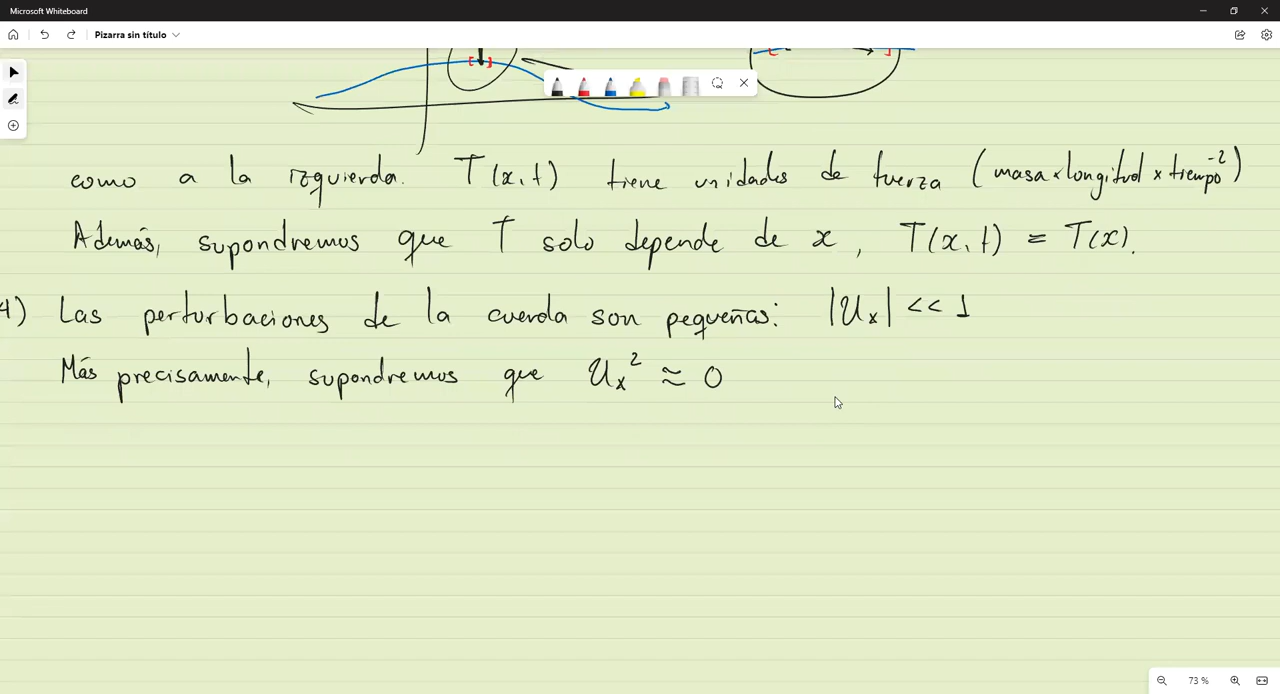 Microsoft Whiteboard
Pizarra sin título
como a la izquierda. T(x,t) tiene unidades de fuerza (masa×longitud×tiempo⁻²)
Además, supondremos que T solo depende de x, T(x,t) = T(x).
4) Las perturbaciones de la cuerda son pequeñas: |Uₓ| << 1
Más precisamente, supondremos que Uₓ² ≈ 0
73 %